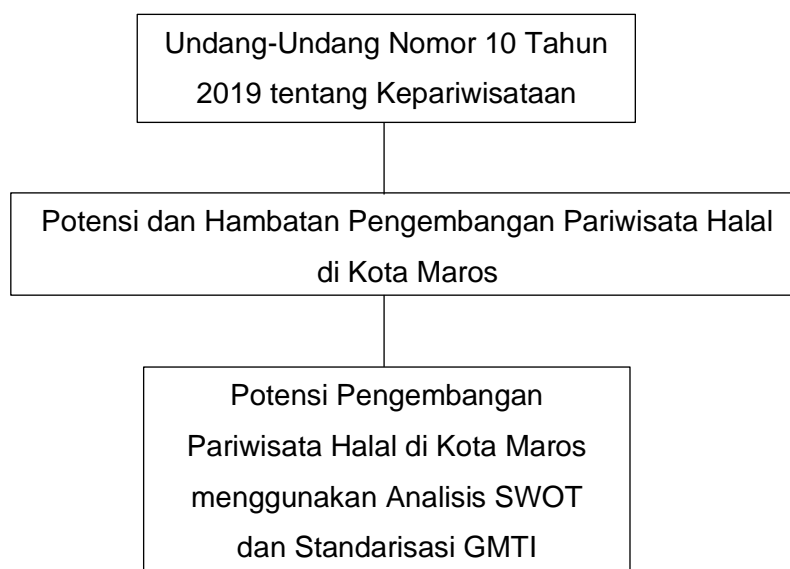 Undang-Undang Nomor 10 Tahun
2019 tentang Kepariwisataan
Potensi dan Hambatan Pengembangan Pariwisata Halal
di Kota Maros
Potensi Pengembangan
Pariwisata Halal di Kota Maros
menggunakan Analisis SWOT
dan Standarisasi GMTI